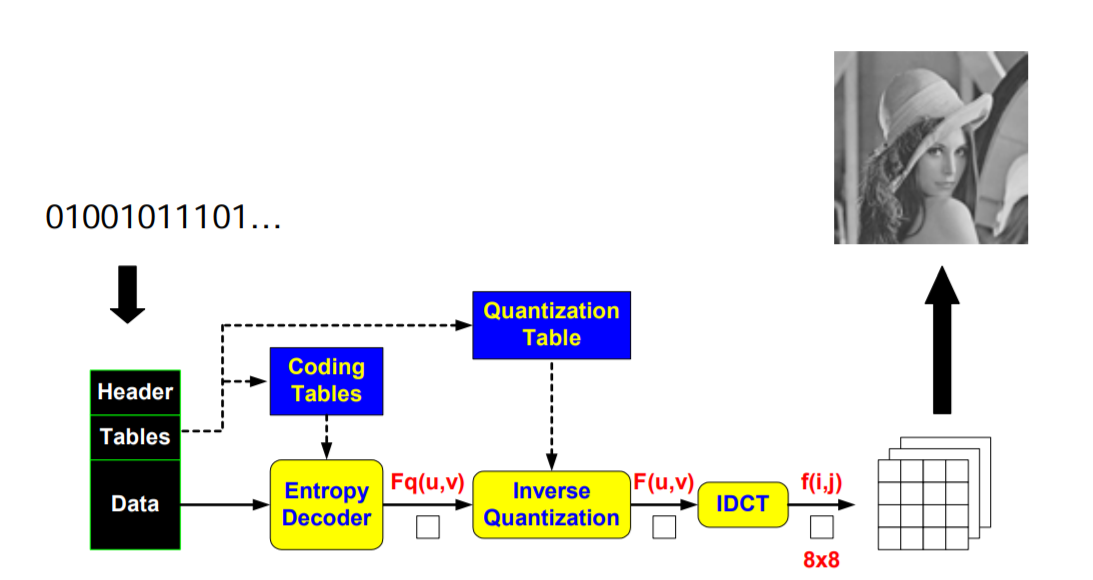 01001011101...
Quantization
Table
Coding
Tables
Header
Tables
Data
Entropy
Decoder
Fq(u,v)
Inverse
Quantization
F(u,v)
IDCT
f(i,j)
8x8